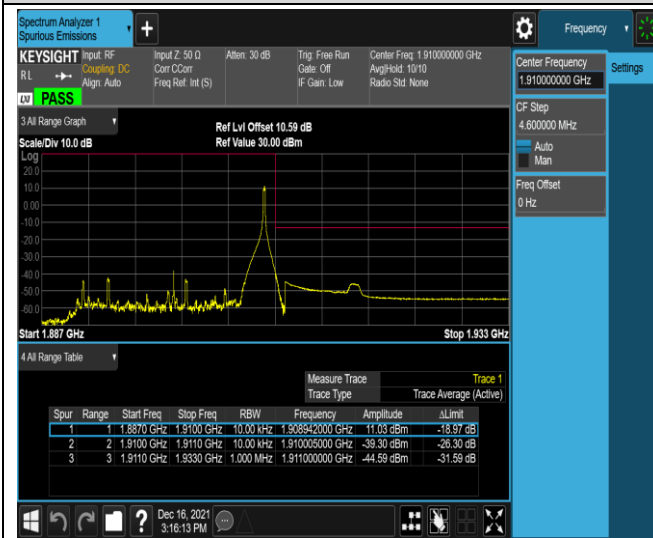 Spectrum Analyzer 1
Spurious Emissions
+
Frequency
KEYSIGHT Input: RF Input Z: 50 Ω Atten: 30 dB Trig: Free Run Center Freq: 1.910000000 GHz
RL Coupling: DC Corr CCorr Gate: Off Avg|Hold: 10/10
Align: Auto Freq Ref: Int (S) IF Gain: Low Radio Std: None
LXI PASS
Center Frequency
1.910000000 GHz
Settings
CF Step
4.600000 MHz
Auto
Man
Freq Offset
0 Hz
3 All Range Graph
Ref Lvl Offset 10.59 dB
Scale/Div 10.0 dB Ref Value 30.00 dBm
Log
20.0
10.0
0.00
-10.0
-20.0
-30.0
-40.0
-50.0
-60.0
Start 1.887 GHz Stop 1.933 GHz
4 All Range Table
Measure Trace Trace 1
Trace Type Trace Average (Active)
Spur Range Start Freq Stop Freq RBW Frequency Amplitude ΔLimit
1 1 1.8870 GHz 1.9100 GHz 10.00 kHz 1.908942000 GHz 11.03 dBm -18.97 dB
2 2 1.9100 GHz 1.9110 GHz 10.00 kHz 1.910005000 GHz -39.30 dBm -26.30 dB
3 3 1.9110 GHz 1.9330 GHz 1.000 MHz 1.911000000 GHz -44.59 dBm -31.59 dB
? Dec 16, 2021
3:16:13 PM